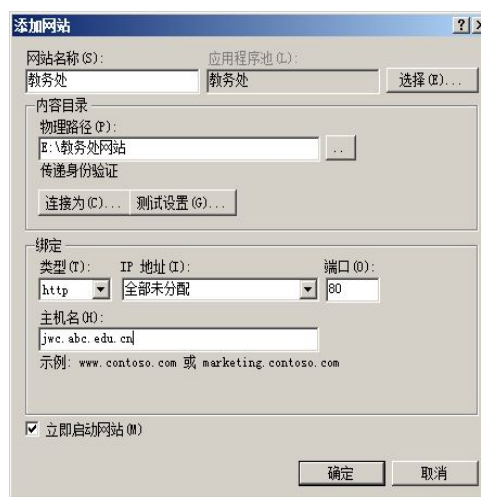 添加网站
网站名称(S): 应用程序池(L):
教务处 教务处 选择(E)...
内容目录
物理路径(P):
E:\教务处网站 ..
传递身份验证
连接为(C)... 测试设置(G)...
绑定
类型(T): IP 地址(I): 端口(O):
http 全部未分配 80
主机名(H):
jwc.abc.edu.cn
示例: www.contoso.com 或 marketing.contoso.com
立即启动网站(M)
确定 取消